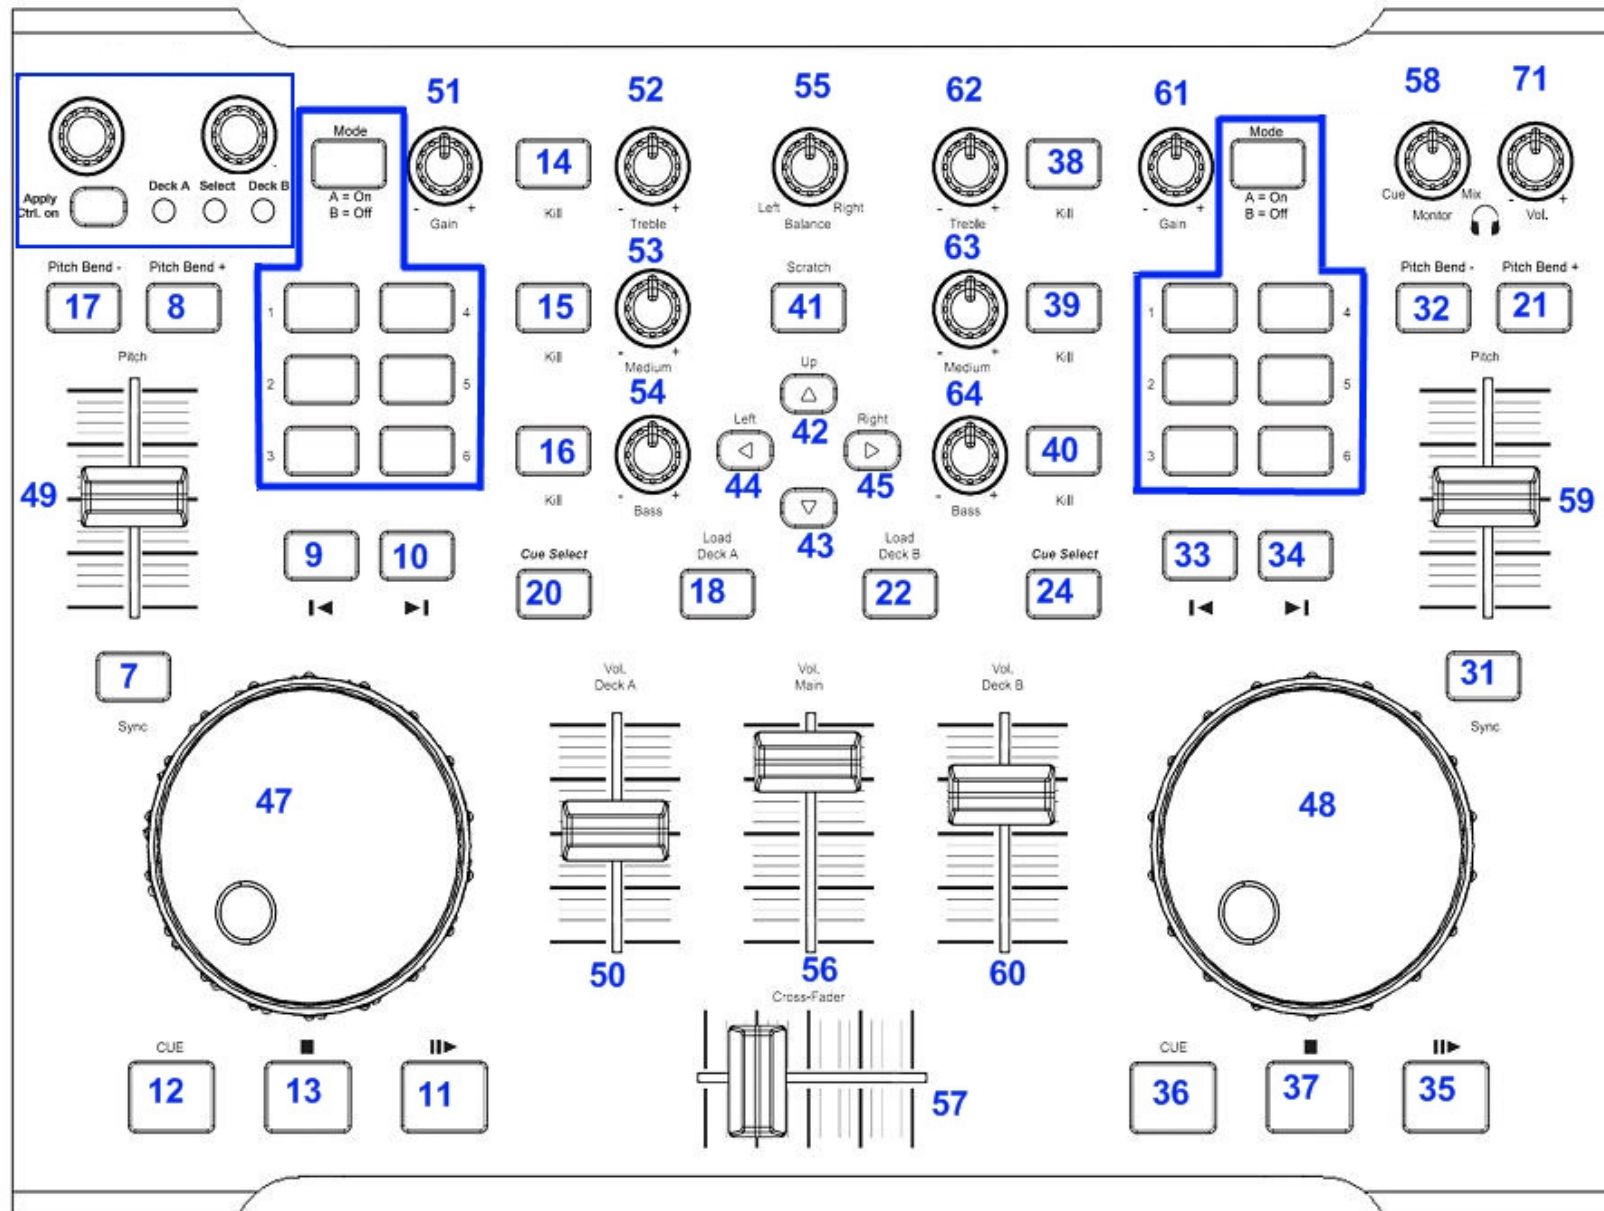 51 52 55 62 61 58 71
Mode Mode
14 38
Deck A Select Deck B
Apply
Ctrl. on
A = On
B = Off
A = On
B = Off
- + Gain
Kill
- + Treble
Left Right
Balance
- + Treble
Kill
- + Gain
Cue Mix
Montor
- + Vol.
53 63
Pitch Bend - Pitch Bend +
Scratch
Pitch Bend - Pitch Bend +
17 8
1 4
15
41
39
1 4
32 21
Pitch
Kill
- + Medium
Up
- + Medium
Kill
Pitch
2 5
54 64
2 5
42
Left Right
3 6
16
40
3 6
49
44 45
59
Kill
- + Bass
- + Bass
Kill
43
9 10
Cue Select
Load
Deck A
Load
Deck B
Cue Select
33 34
20 18 22 24
7
31
Sync
Vol.
Deck A
Vol.
Main
Vol.
Deck B
Sync
47
48
50 56 60
Cross-Fader
CUE
CUE
12 13 11
57
36 37 35